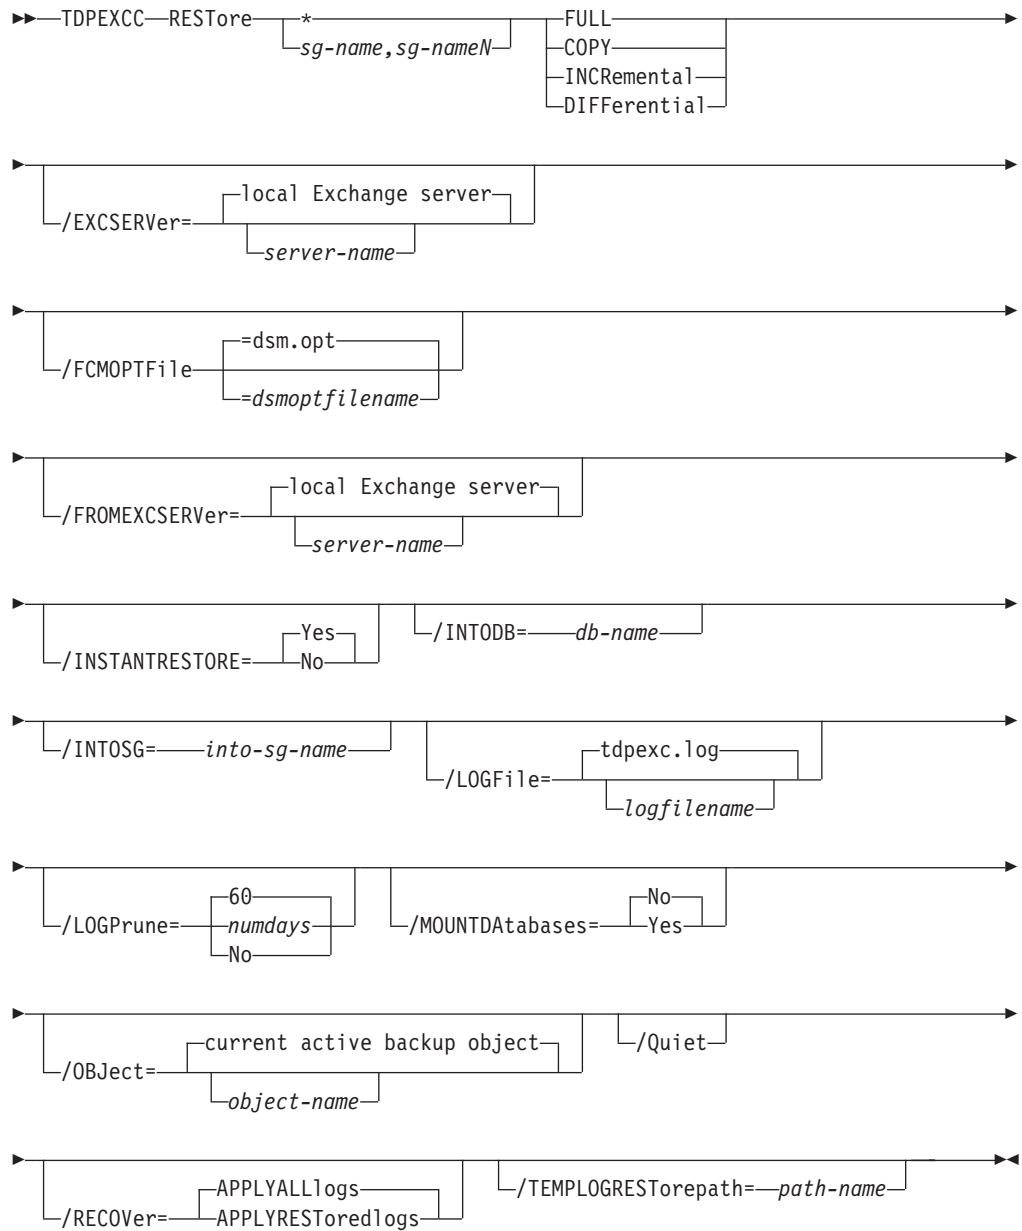 TDPEXCC RESTore * FULL
sg-name,sg-nameN COPY
INCRemental
DIFFerential
local Exchange server
/EXCSERVer=
server-name
=dsm.opt
/FCMOPTFile
=dsmoptfilename
local Exchange server
/FROMEXCSERVer=
server-name
Yes /INTODB= db-name
/INSTANTRESTORE= No
/INTOSG= into-sg-name tdpexc.log
/LOGFile=
logfilename
60 No
/LOGPrune= numdays /MOUNTDAtabases= Yes
No
current active backup object /Quiet
/OBJect=
object-name
APPLYALLlogs /TEMPLOGRESTorepath= path-name
/RECOVer= APPLYRESToredlogs